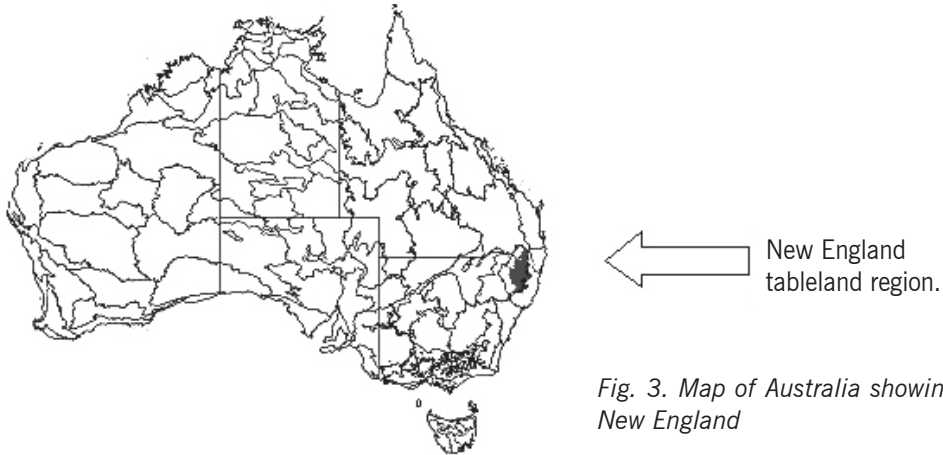 New England
tableland region.
Fig. 3. Map of Australia showin
New England